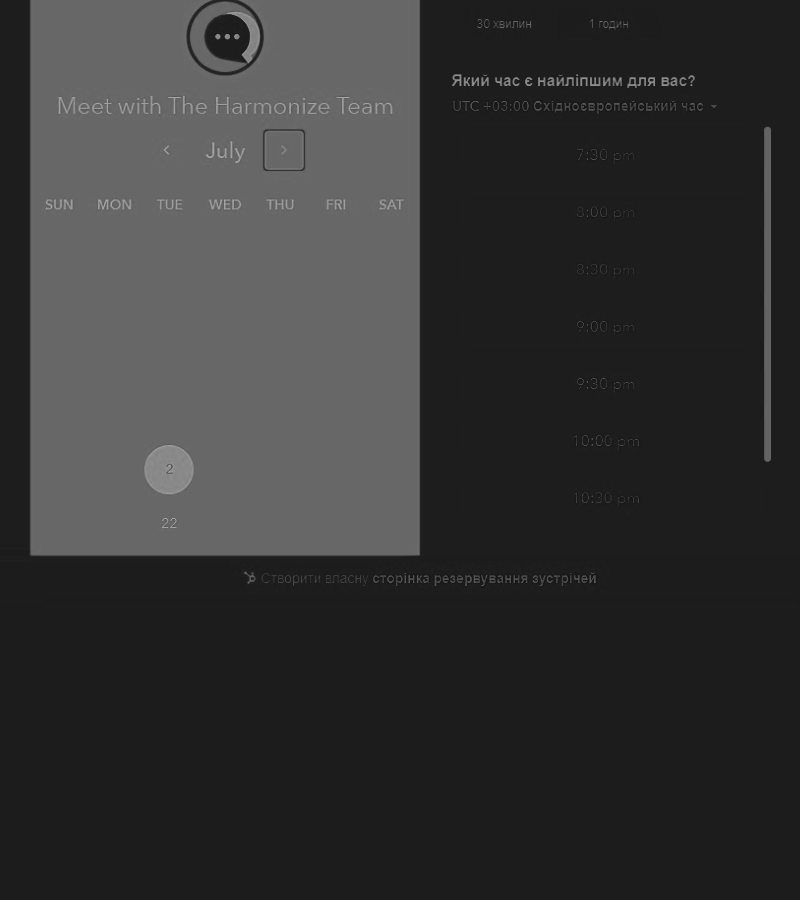 Meet with The Harmonize Team
July
SUN MON TUE WED THU FRI SAT
2
22
30 хвилин 1 годин
Який час є найліпшим для вас?
UTC +03:00 Східноєвропейський час
7:30 pm
8:00 pm
8:30 pm
9:00 pm
9:30 pm
10:00 pm
10:30 pm
Створити власну сторінка резервування зустрічей